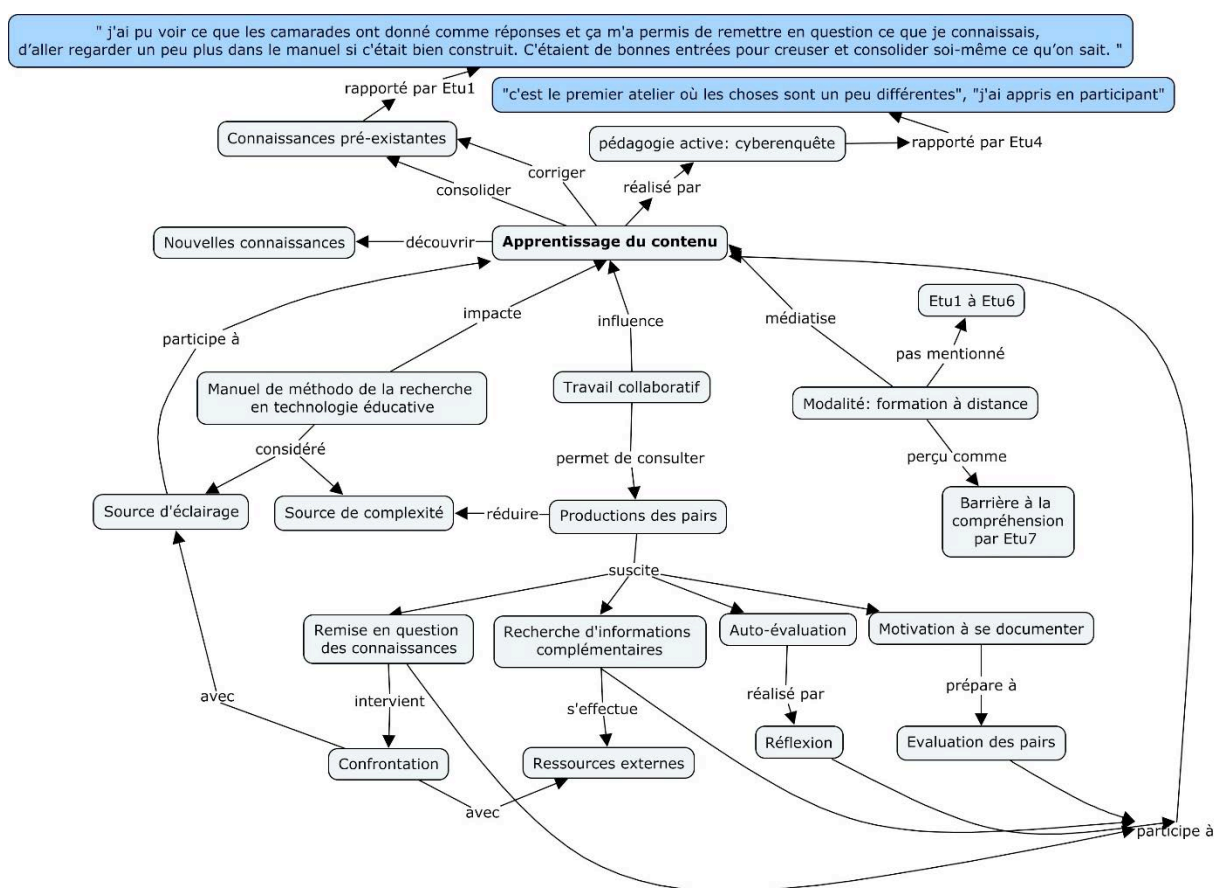 " j'ai pu voir ce que les camarades ont donné comme réponses et ça m'a permis de remettre en question ce que je connaissais,
d'aller regarder un peu plus dans le manuel si c'était bien construit. C'étaient de bonnes entrées pour creuser et consolider soi-même ce qu'on sait. "
rapporté par Etu1
"c'est le premier atelier où les choses sont un peu différentes", "j'ai appris en participant"
Connaissances pré-existantes
pédagogie active: cyberenquête
rapporté par Etu4
corriger
consolider
réalisé par
Nouvelles connaissances
découvrir
Apprentissage du contenu
Etu1 à Etu6
impacte
influence
médiatise
participe à
pas mentionné
Manuel de méthodo de la recherche
en technologie éducative
Travail collaboratif
Modalité: formation à distance
considéré
permet de consulter
perçu comme
Source d'éclairage
Source de complexité
réduire
Productions des pairs
Barrière à la
compréhension
par Etu7
suscite
Remise en question
des connaissances
Recherche d'informations
complémentaires
Auto-évaluation
Motivation à se documenter
avec
intervient
s'effectue
réalisé par
prépare à
Confrontation
Ressources externes
Réflexion
Evaluation des pairs
avec
participe à